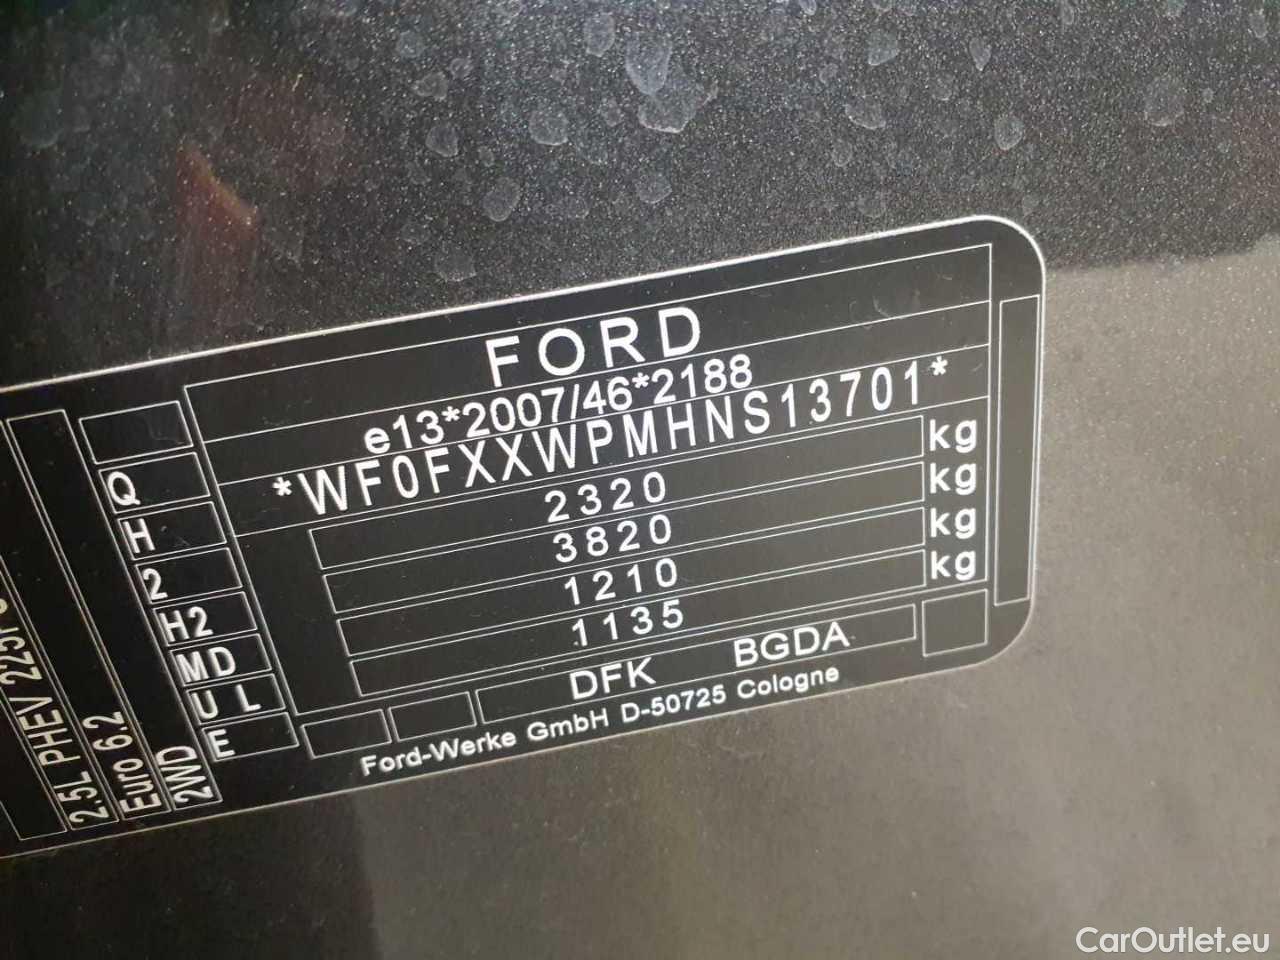 FORD
e13*2007/46*2188
*WF0FXXWPMHNS13701*
2320 kg
3820 kg
1210 kg
1135 kg
DFK BGDA
Ford-Werke GmbH D-50725 Cologne
Q
H
2
H2
MD
U L
E
2.5L PHEV
Euro 6.2
2WD
CarOutlet.eu